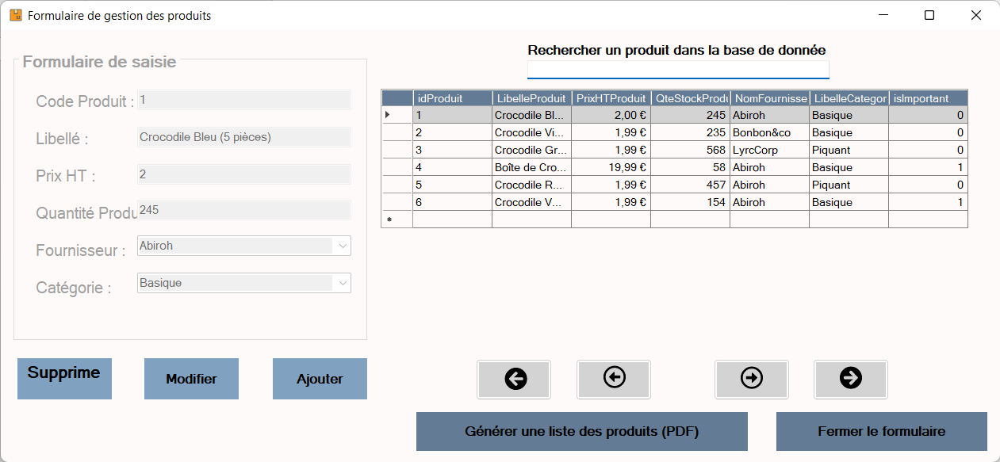 Formulaire de gestion des produits
Formulaire de saisie
Code Produit : 1
Libellé : Crocodile Bleu (5 pièces)
Prix HT : 2
Quantité Produ 245
Fournisseur : Abiroh
Catégorie : Basique
Supprime
Modifier
Ajouter
Rechercher un produit dans la base de donnée
idProduit LibelleProduit PrixHTProduit QteStockProdu NomFournisse LibelleCategor isImportant
1 Crocodile Bl... 2,00 € 245 Abiroh Basique 0
2 Crocodile Vi... 1,99 € 235 Bonbon&co Basique 0
3 Crocodile Gr... 1,99 € 568 LyrcCorp Piquant 0
4 Boîte de Cro... 19,99 € 58 Abiroh Basique 1
5 Crocodile R... 1,99 € 457 Abiroh Piquant 0
6 Crocodile V... 1,99 € 154 Abiroh Basique 1
Générer une liste des produits (PDF)
Fermer le formulaire